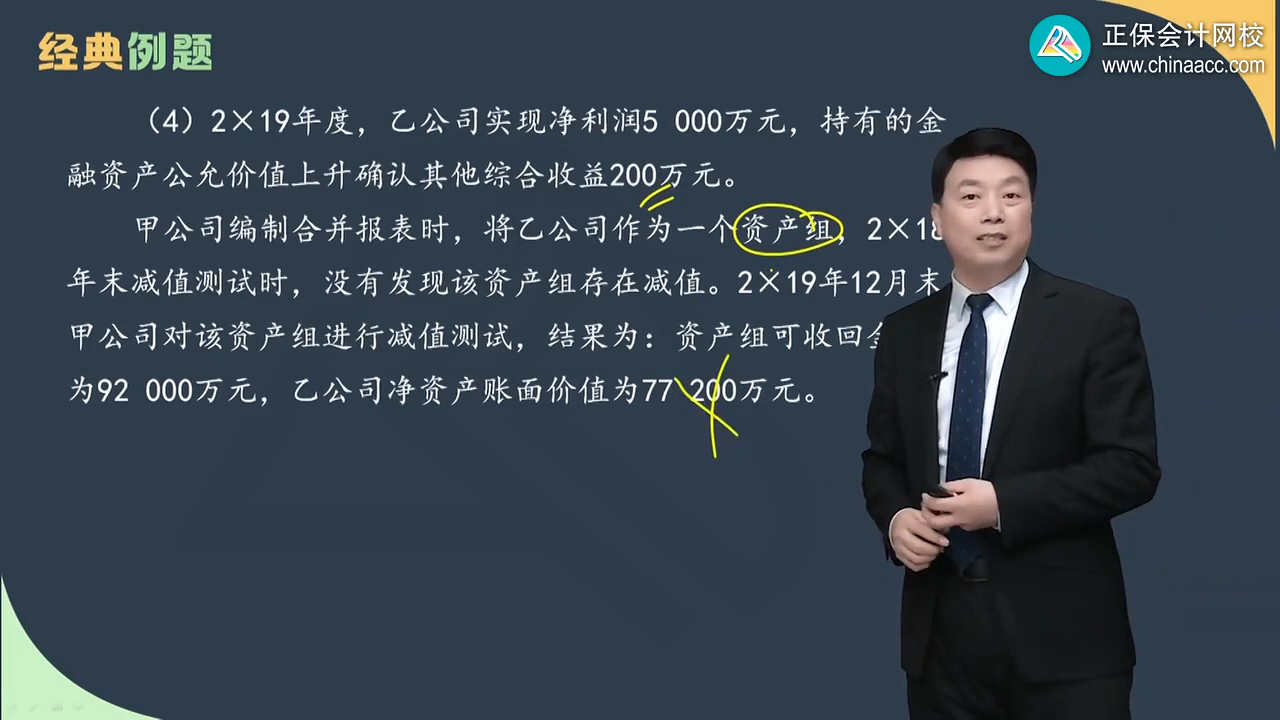 经典例题
正保会计网校
www.chinaacc.com
（4）2×19年度，乙公司实现净利润5 000万元，持有的金
融资产公允价值上升确认其他综合收益200万元。
甲公司编制合并报表时，将乙公司作为一个资产组，2×18
年末减值测试时，没有发现该资产组存在减值。2×19年12月末
甲公司对该资产组进行减值测试，结果为：资产组可收回金
为92 000万元，乙公司净资产账面价值为77 200万元。